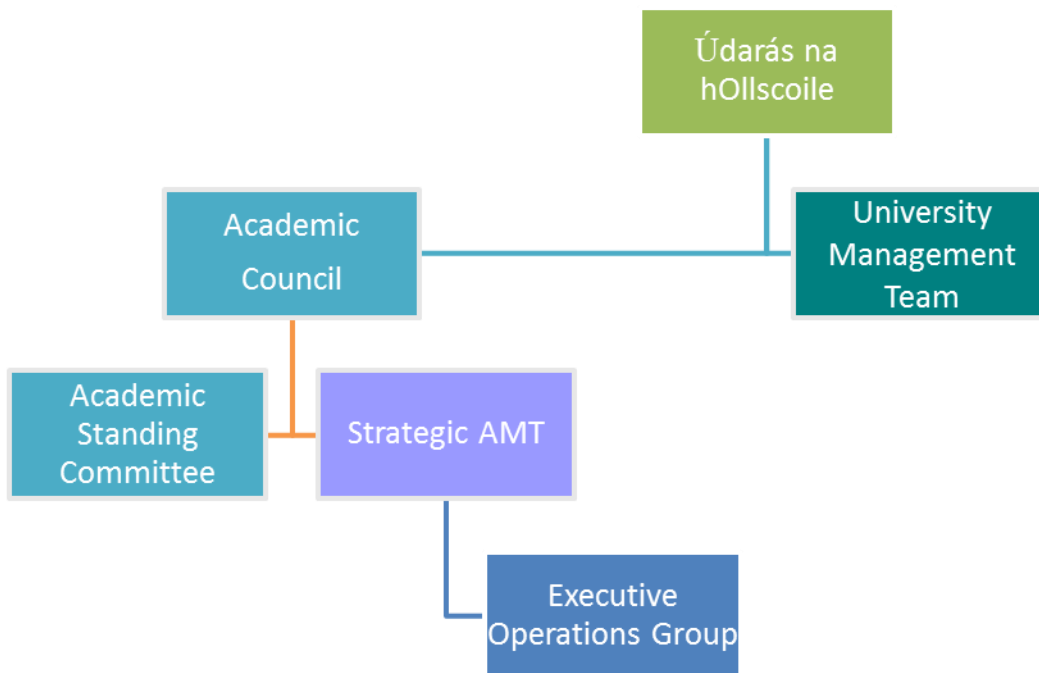 Údarás na
hOllscoile
Academic
Council
University
Management
Team
Academic
Standing
Committee
Strategic AMT
Executive
Operations Group